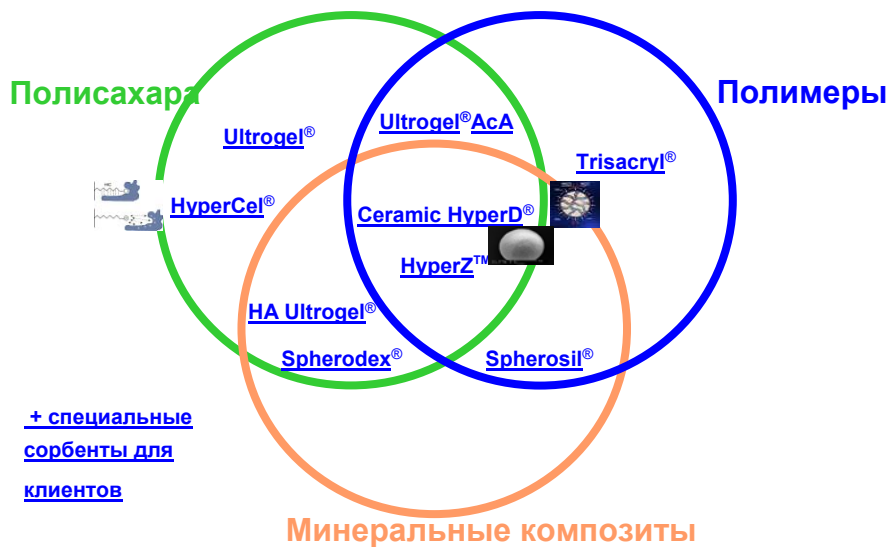 Полисахара
Полимеры
Ultrogel®AcA
Ultrogel®
Trisacryl®
HyperCel®
Ceramic HyperD®
HyperZ™
HA Ultrogel®
Spherodex®
Spherosil®
+ специальные
сорбенты для
клиентов
Минеральные композиты